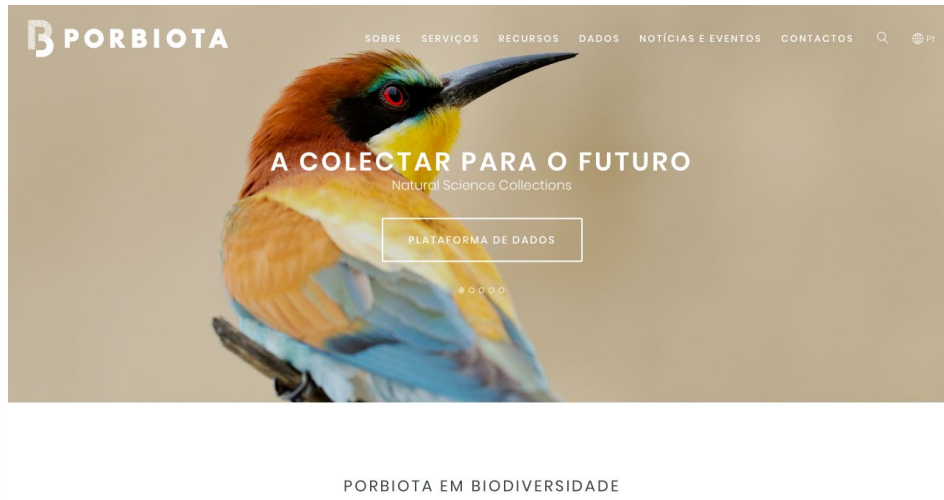 PORBIOTA
SOBRE SERVIÇOS RECURSOS DADOS NOTÍCIAS E EVENTOS CONTACTOS Pt
A COLECTAR PARA O FUTURO
Natural Science Collections
PLATAFORMA DE DADOS
PORBIOTA EM BIODIVERSIDADE